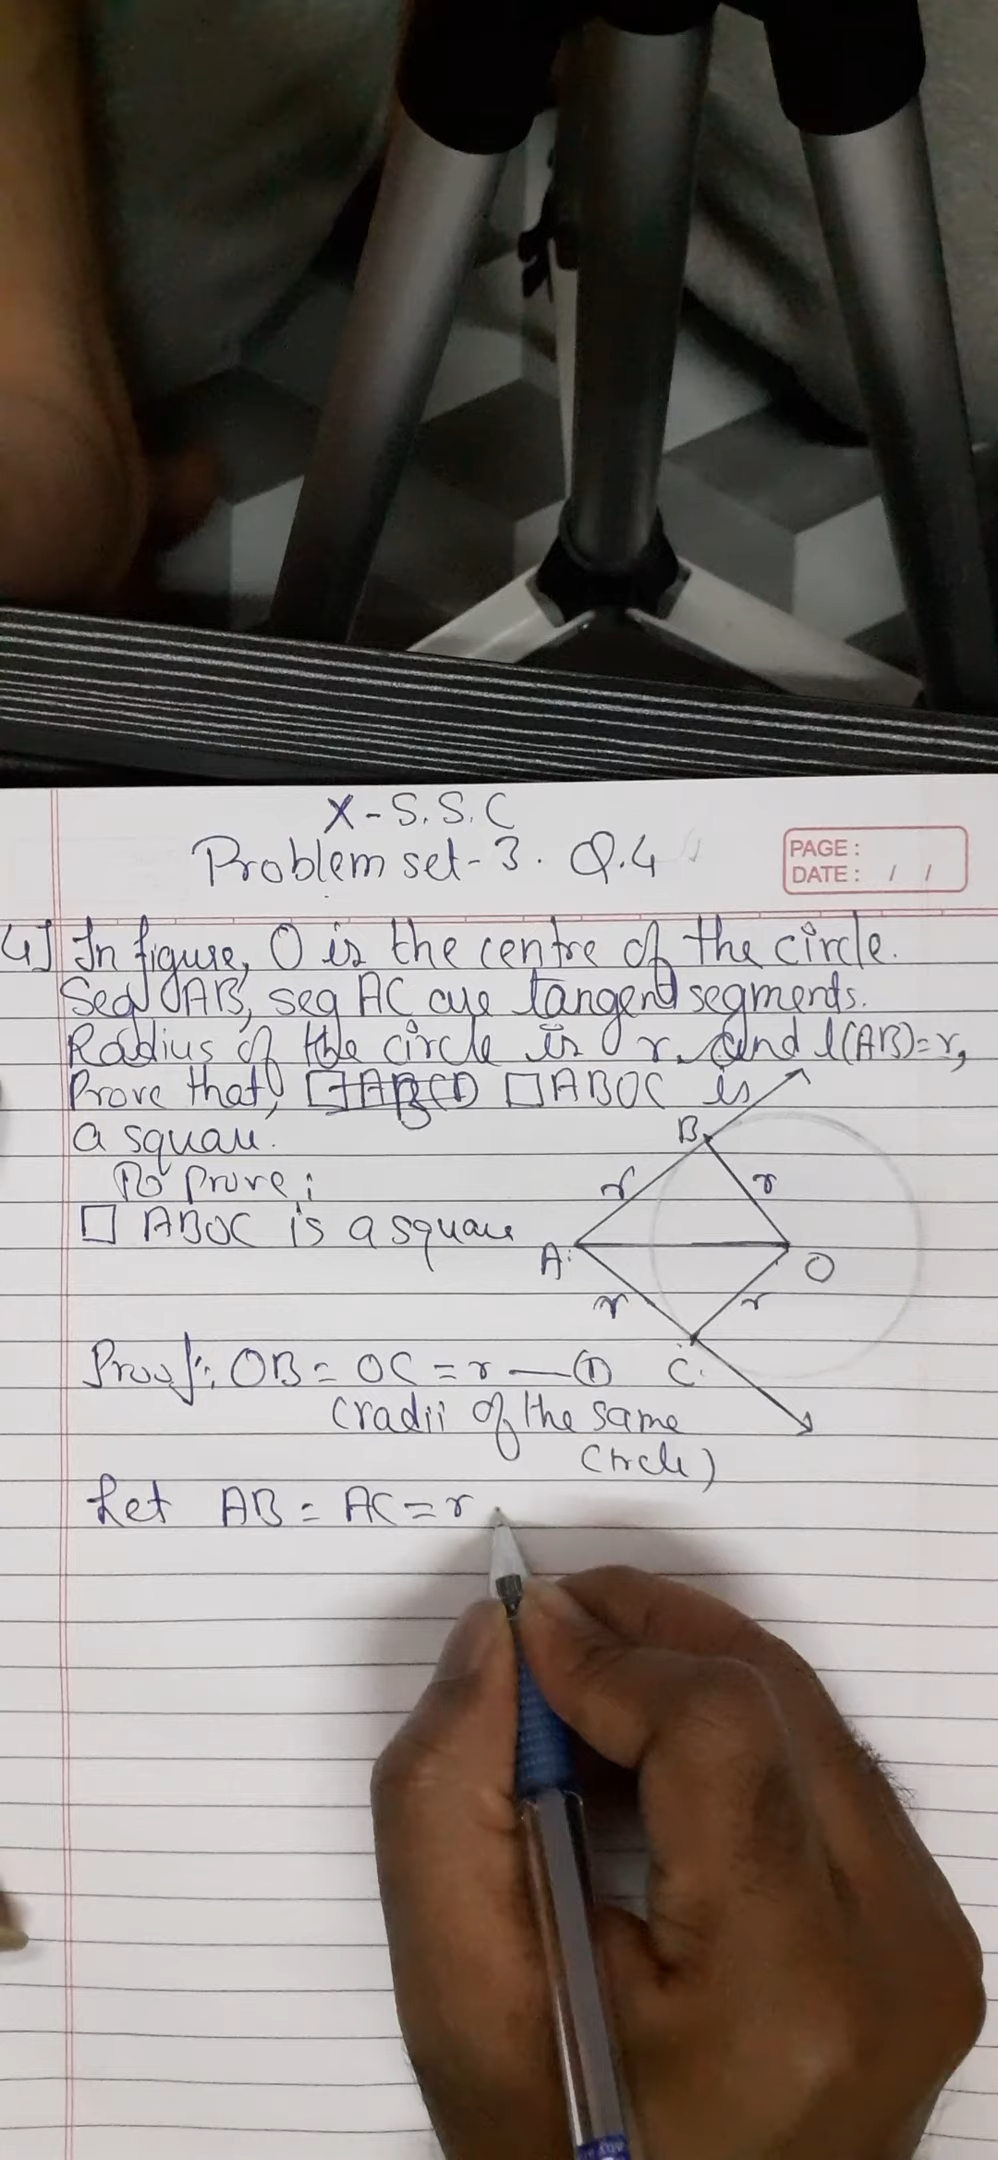 X - S.S.C
Problem set - 3. Q.4
PAGE:
DATE: / /
4] In figure, O is the centre of the circle.
Seg AB, seg AC are tangent segments.
Radius of the circle is r and l(AB)=r,
Prove that, □ABCD □ABOC is
a square.
To prove:
□ ABOC is a square
B
r
r
A
O
r
r
Proof: OB = OC = r — ①
C
(radii of the same
circle)
Let AB = AC = r